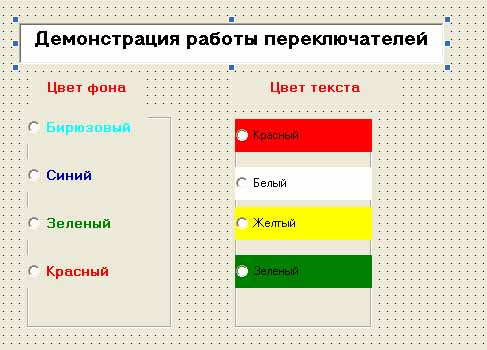 Демонстрация работы переключателей
Цвет фона
Бирюзовый
Синий
Зеленый
Красный
Цвет текста
Красный
Белый
Желтый
Зеленый